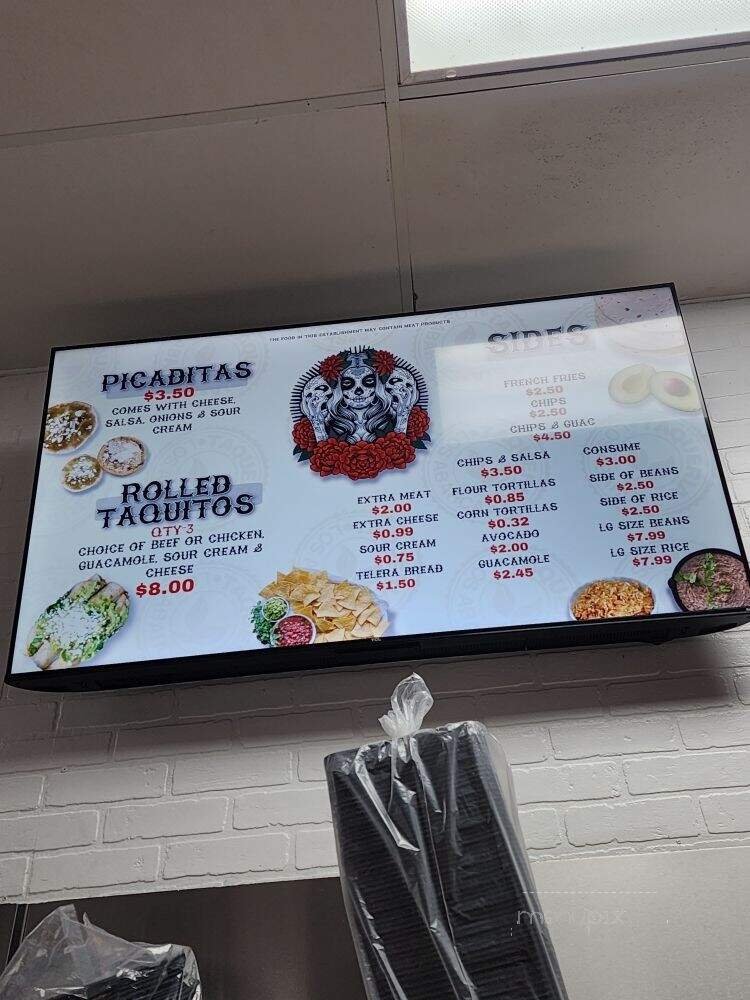 THE FOOD IN THIS ESTABLISHMENT MAY CONTAIN MEAT PRODUCTS
PICADITAS
$3.50
COMES WITH CHEESE,
SALSA, ONIONS & SOUR
CREAM
ROLLED
TAQUITOS
QTY-3
CHOICE OF BEEF OR CHICKEN,
GUACAMOLE, SOUR CREAM &
CHEESE
$8.00
SIDES
FRENCH FRIES
$2.50
CHIPS
$2.50
CHIPS & GUAC
$4.50
EXTRA MEAT
$2.00
EXTRA CHEESE
$0.99
SOUR CREAM
$0.75
TELERA BREAD
$1.50
CHIPS & SALSA
$3.50
FLOUR TORTILLAS
$0.85
CORN TORTILLAS
$0.32
AVOCADO
$2.00
GUACAMOLE
$2.45
CONSUME
$3.00
SIDE OF BEANS
$2.50
SIDE OF RICE
$2.50
LG SIZE BEANS
$7.99
LG SIZE RICE
$7.99